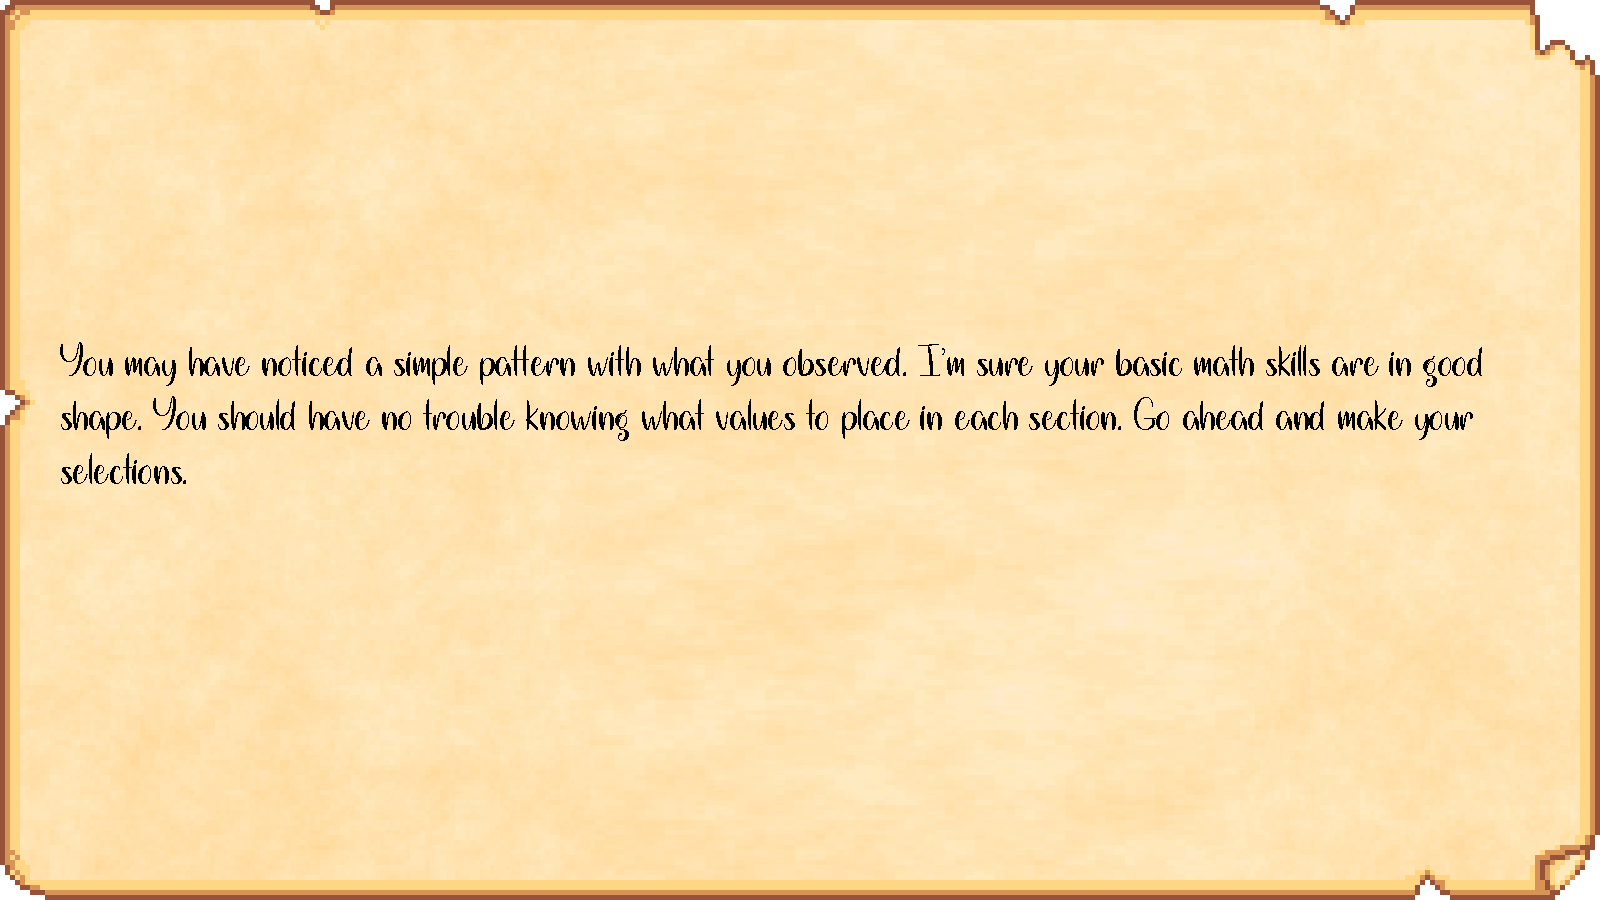 You may have noticed a simple pattern with what you observed. I'm sure your basic math skills are in good
shape. You should have no trouble knowing what values to place in each section. Go ahead and make your
selections.